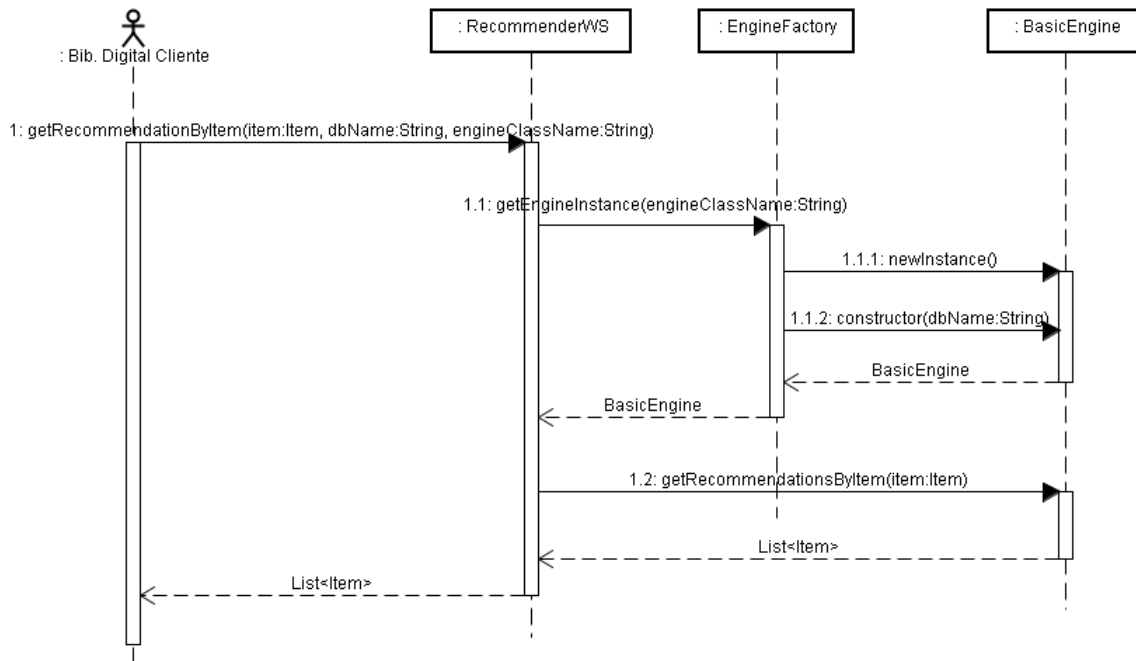 : RecommenderWS
: EngineFactory
: BasicEngine
: Bib. Digital Cliente
1: getRecommendationByItem(item:Item, dbName:String, engineClassName:String)
1.1: getEngineInstance(engineClassName:String)
1.1.1: newInstance()
1.1.2: constructor(dbName:String)
BasicEngine
BasicEngine
1.2: getRecommendationsByItem(item:Item)
List<Item>
List<Item>